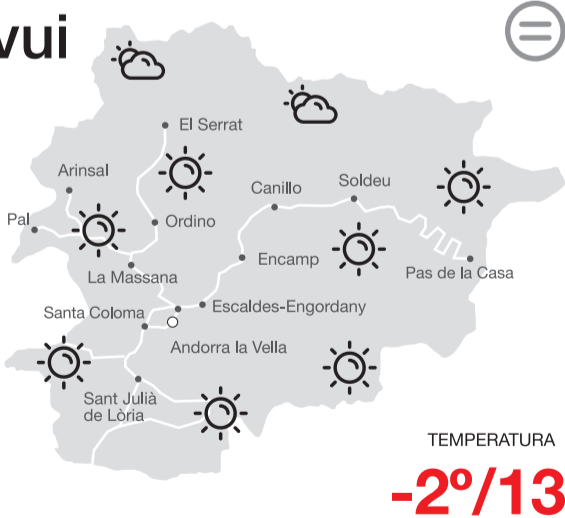 vui
El Serrat
Arinsal
Canillo
Soldeu
Pal
Ordino
Encamp
La Massana
Pas de la Casa
Santa Coloma
Escaldes-Engordany
Andorra la Vella
Sant Julià
de Lòria
TEMPERATURA
-2º/13